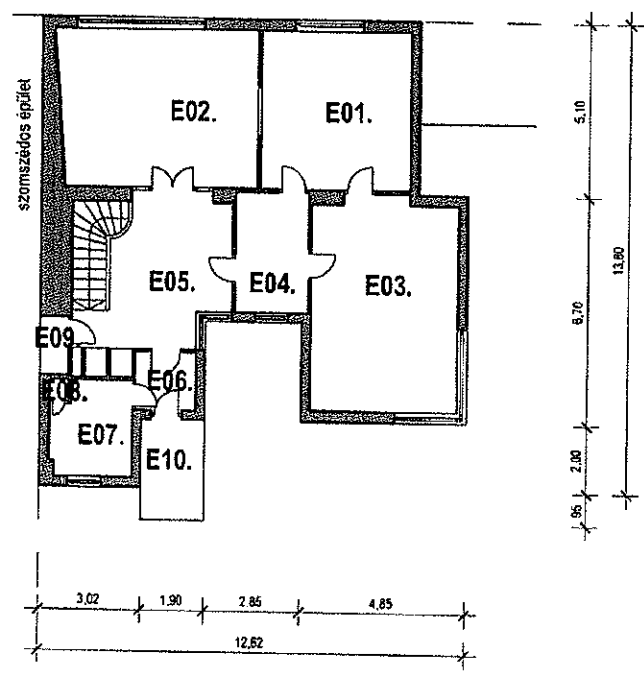 szomszédos épület
E02.
E01.
E05.
E04.
E03.
E09
E06.
E08.
E07.
E10.
5,10
6,70
2,00
95
13,80
3,02
1,90
2,85
4,85
12,62